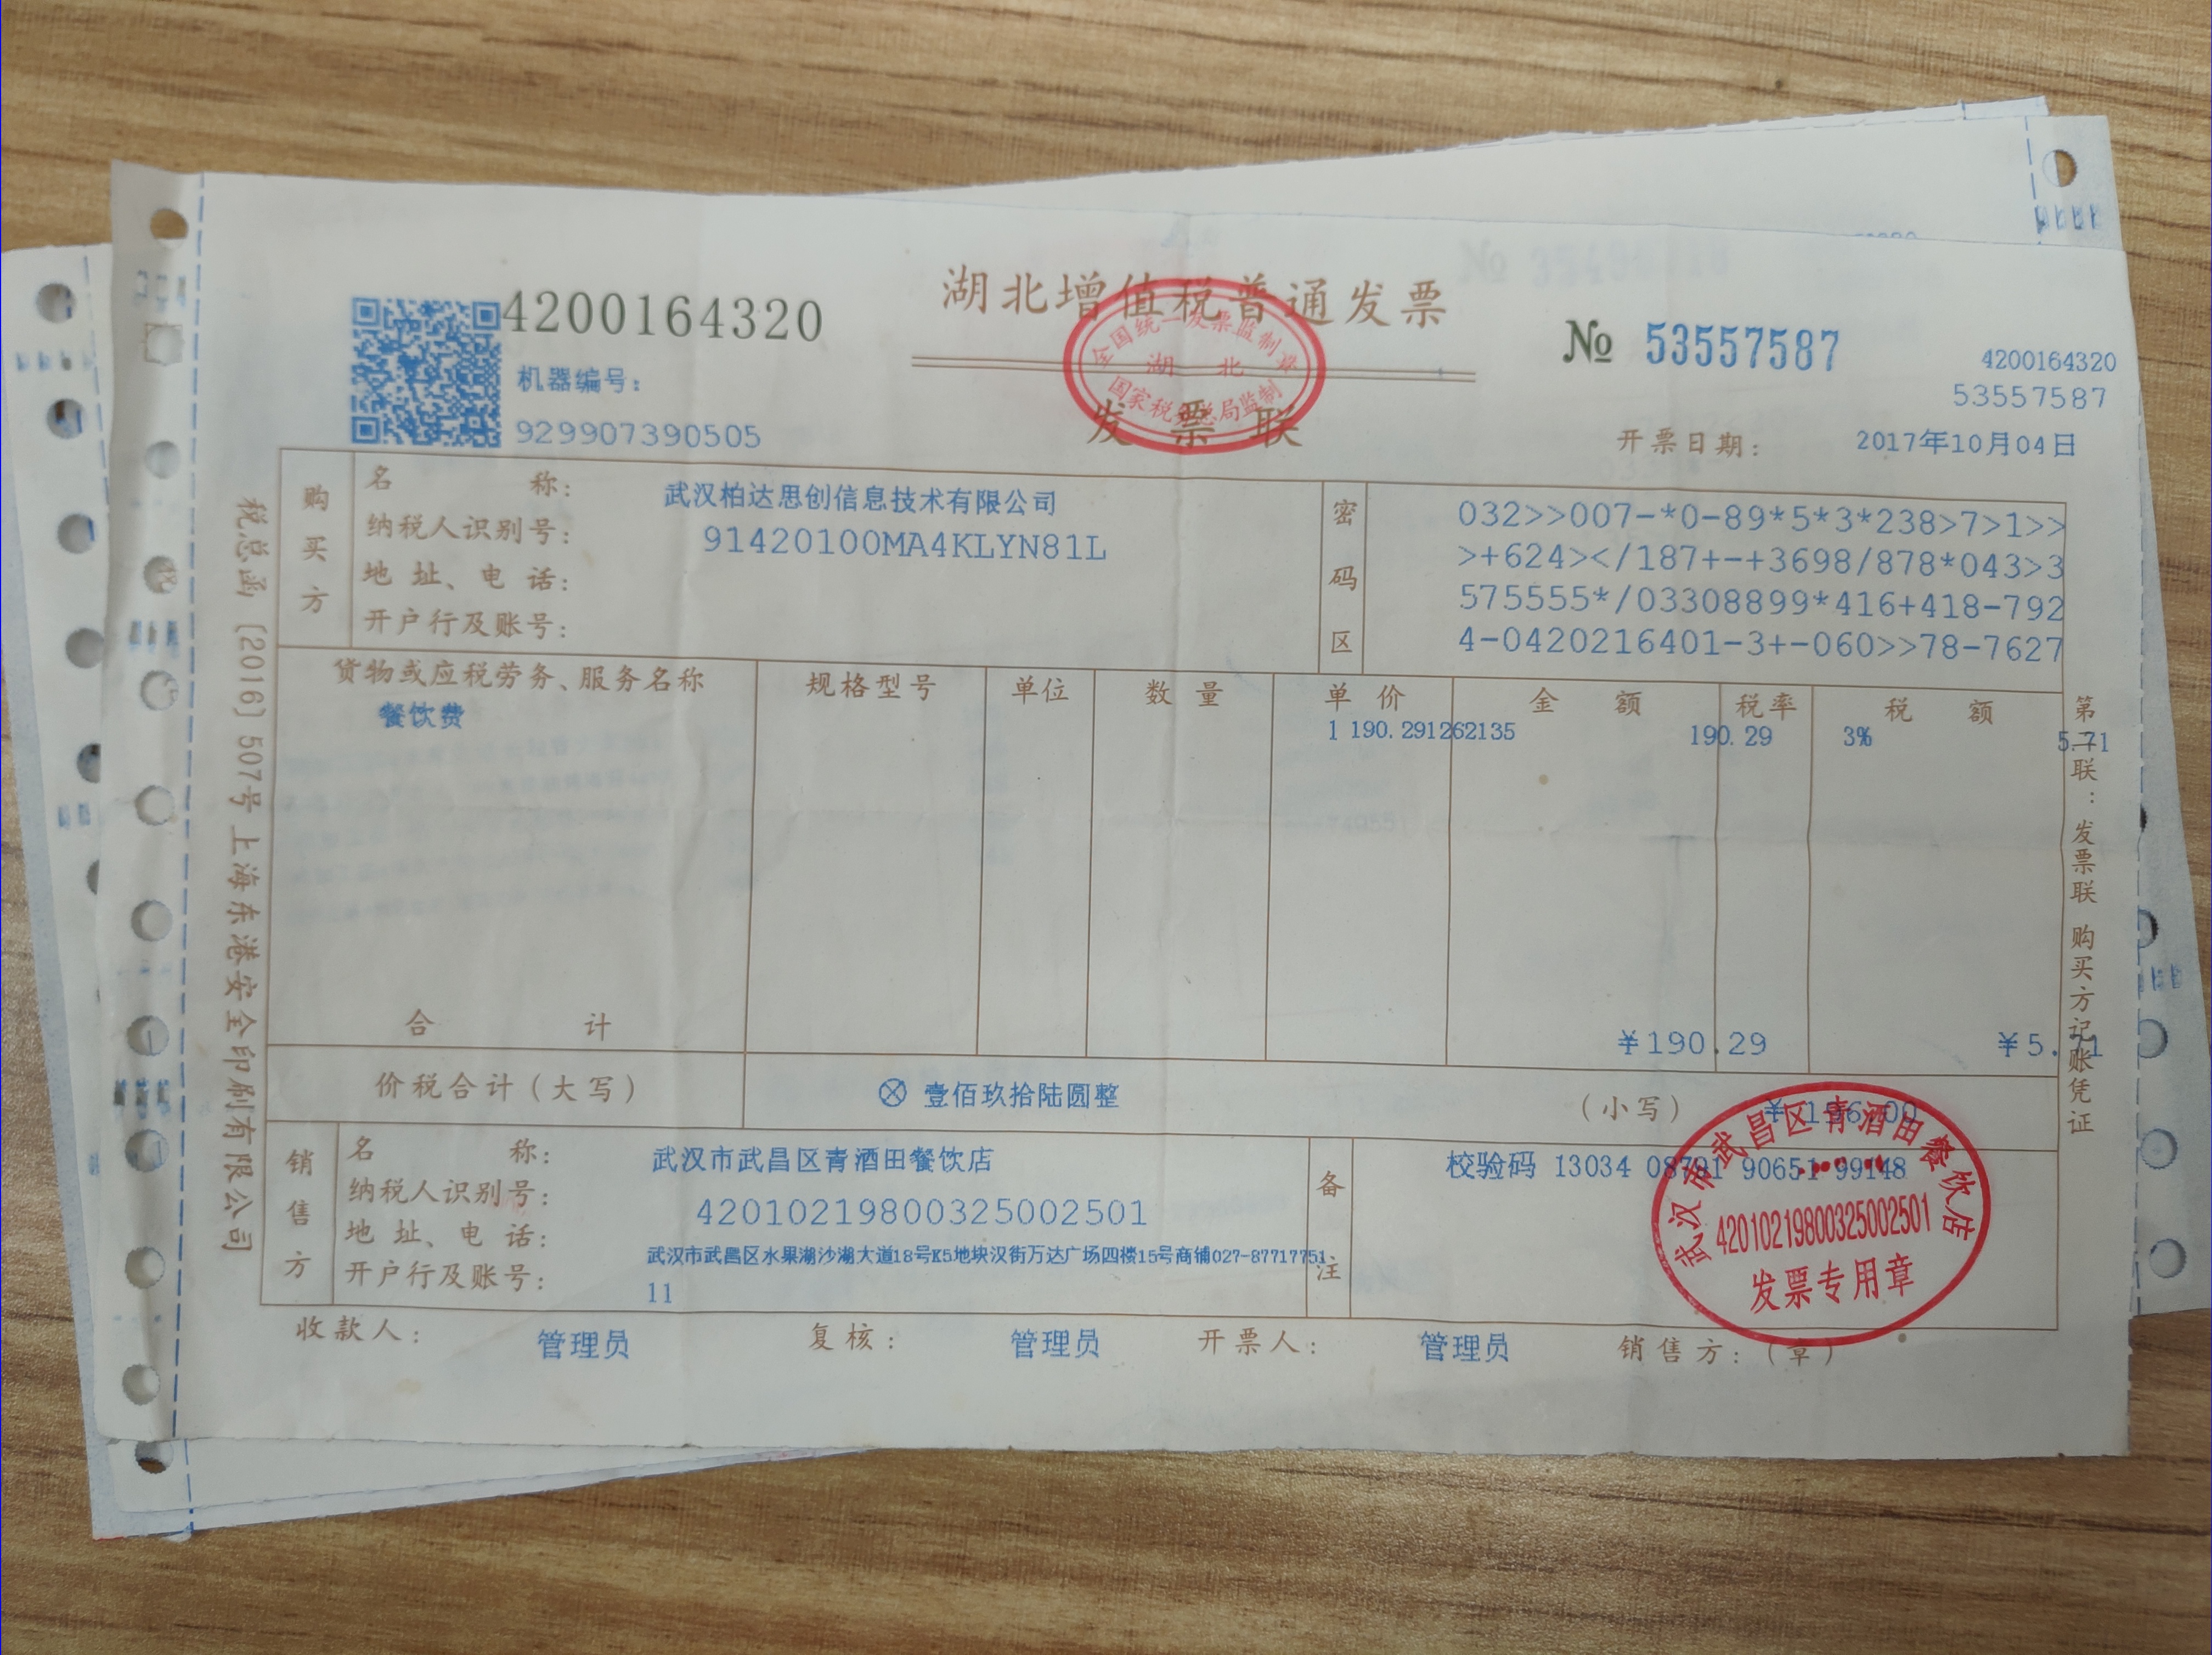 4200164320
湖北增值税普通发票
全国统一发票监制章
湖 北
国家税务总局监制
发 票 联
№ 53557587
4200164320
53557587
机器编号：
929907390505
开票日期： 2017年10月04日
购买方
名 称： 武汉柏达思创信息技术有限公司
纳税人识别号： 91420100MA4KLYN81L
地 址、电 话：
开户行及账号：
密码区
032>>007-*0-89*5*3*238>7>1>>
>+624></187+-+3698/878*043>3
575555*/03308899*416+418-792
4-0420216401-3+-060>>78-7627
货物或应税劳务、服务名称 规格型号 单位 数 量 单 价 金 额 税率 税 额
餐饮费 1 190.291262135 190.29 3% 5.71
合 计 ￥190.29 ￥5.71
价税合计（大写） ⊗ 壹佰玖拾陆圆整 （小写） ￥196.00
销售方
名 称： 武汉市武昌区青酒田餐饮店
纳税人识别号： 42010219800325002501
地 址、电 话： 武汉市武昌区水果湖沙湖大道18号K5地块汉街万达广场四楼15号商铺027-87717751
开户行及账号： 11
备注
校验码 13034 08791 90651 99148
武汉市武昌区青酒田餐饮店
42010219800325002501
发票专用章
收款人： 管理员 复核： 管理员 开票人： 管理员 销售方：（章）
税总函〔2016〕507号上海东港安全印刷有限公司
第二联：发票联 购买方记账凭证